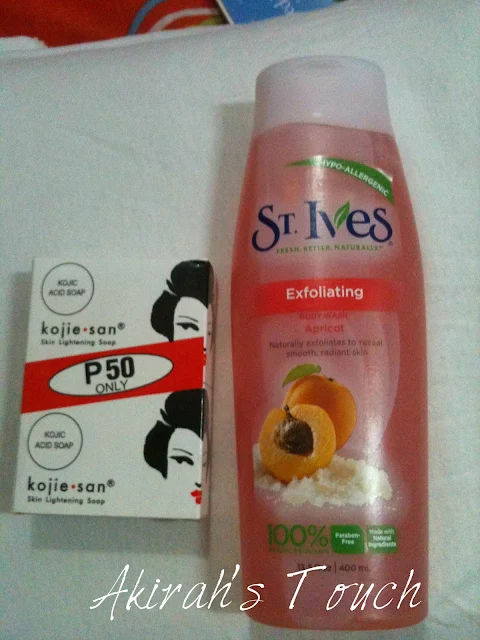 KOJIC
ACID SOAP
kojie•san®
Skin Lightening Soap
P50
ONLY
KOJIC
ACID SOAP
kojie•san®
Skin Lightening Soap
HYPO-ALLERGENIC
ST. IVES®
FRESH. BETTER. NATURALLY.™
Exfoliating
BODY WASH
Apricot
Naturally exfoliates to reveal
smooth, radiant skin
100%
Paraben-
Free
Made with
Natural
Ingredients
400 mL
Akirah's Touch